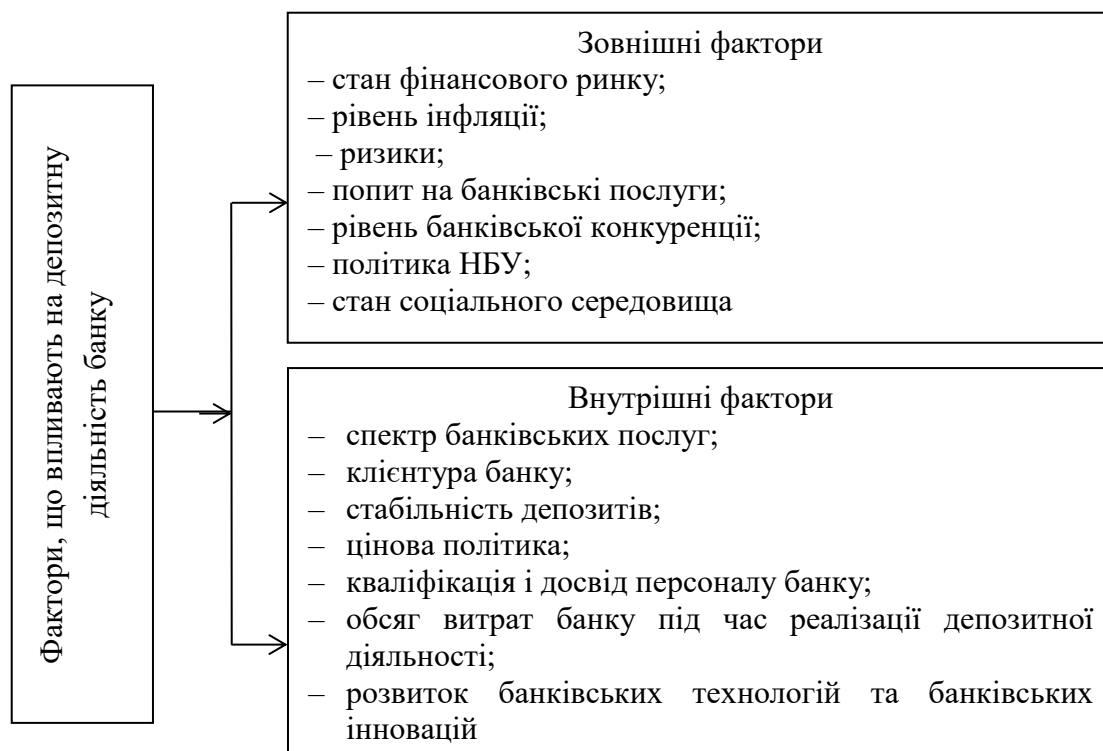 Фактори, що впливають на депозитну
діяльність банку
Зовнішні фактори
– стан фінансового ринку;
– рівень інфляції;
– ризики;
– попит на банківські послуги;
– рівень банківської конкуренції;
– політика НБУ;
– стан соціального середовища
Внутрішні фактори
– спектр банківських послуг;
– клієнтура банку;
– стабільність депозитів;
– цінова політика;
– кваліфікація і досвід персоналу банку;
– обсяг витрат банку під час реалізації депозитної
діяльності;
– розвиток банківських технологій та банківських
інновацій